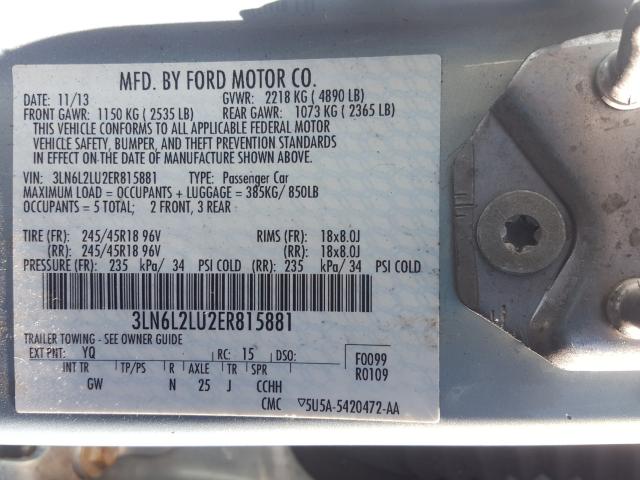 MFD. BY FORD MOTOR CO.
DATE: 11/13 GVWR: 2218 KG ( 4890 LB)
FRONT GAWR: 1150 KG ( 2535 LB) REAR GAWR: 1073 KG ( 2365 LB)
THIS VEHICLE CONFORMS TO ALL APPLICABLE FEDERAL MOTOR
VEHICLE SAFETY, BUMPER, AND THEFT PREVENTION STANDARDS
IN EFFECT ON THE DATE OF MANUFACTURE SHOWN ABOVE.
VIN: 3LN6L2LU2ER815881 TYPE: Passenger Car
MAXIMUM LOAD = OCCUPANTS + LUGGAGE = 385KG/ 850LB
OCCUPANTS = 5 TOTAL; 2 FRONT, 3 REAR
TIRE (FR): 245/45R18 96V RIMS (FR): 18x8.0J
(RR): 245/45R18 96V (RR): 18x8.0J
PRESSURE (FR): 235 kPa/ 34 PSI COLD (RR): 235 kPa/ 34 PSI COLD
3LN6L2LU2ER815881
TRAILER TOWING - SEE OWNER GUIDE
EXT PNT: YQ RC: 15 DSO: F0099
INT TR TP/PS R AXLE TR SPR R0109
GW N 25 J CCHH
CMC ▽5U5A-5420472-AA